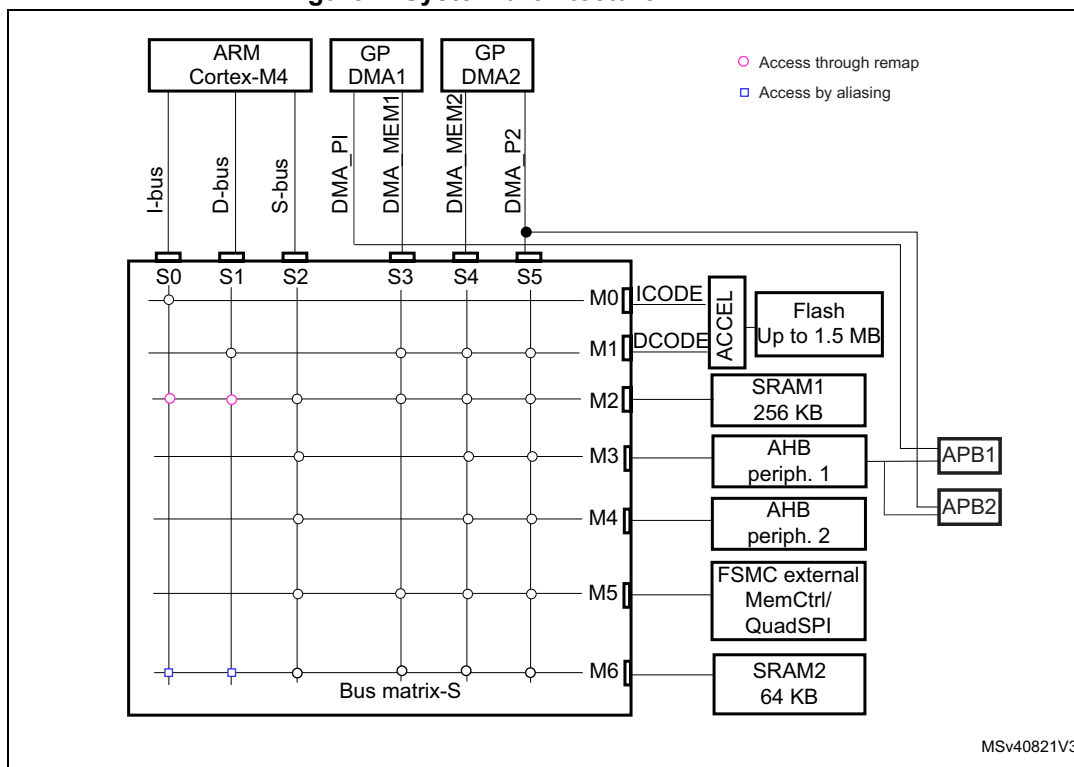 ARM
Cortex-M4
GP
DMA1
GP
DMA2
Access through remap
Access by aliasing
I-bus
D-bus
S-bus
DMA_PI
DMA_MEM1
DMA_MEM2
DMA_P2
S0
S1
S2
S3
S4
S5
M0
ICODE
M1
DCODE
ACCEL
Flash
Up to 1.5 MB
M2
SRAM1
256 KB
M3
AHB
periph. 1
APB1
M4
AHB
periph. 2
APB2
M5
FSMC external
MemCtrl/
QuadSPI
M6
SRAM2
64 KB
Bus matrix-S
MSv40821V3